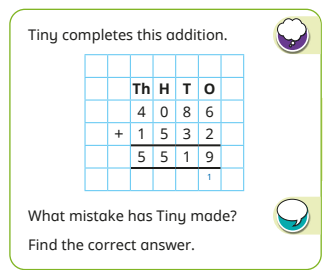 Tiny completes this addition.
Th H T O
4 0 8 6
+ 1 5 3 2
5 5 1 9
1
What mistake has Tiny made?
Find the correct answer.